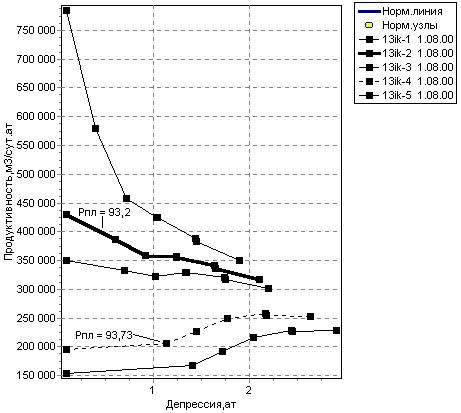 Норм.линия
Норм.узлы
13ik-1 1.08.00
13ik-2 1.08.00
13ik-3 1.08.00
13ik-4 1.08.00
13ik-5 1.08.00
Продуктивность,м3/сут.ат
750 000
700 000
650 000
600 000
550 000
500 000
450 000
400 000
350 000
300 000
250 000
200 000
150 000
Рпл = 93,2
Рпл = 93,73
1
2
Депрессия,ат